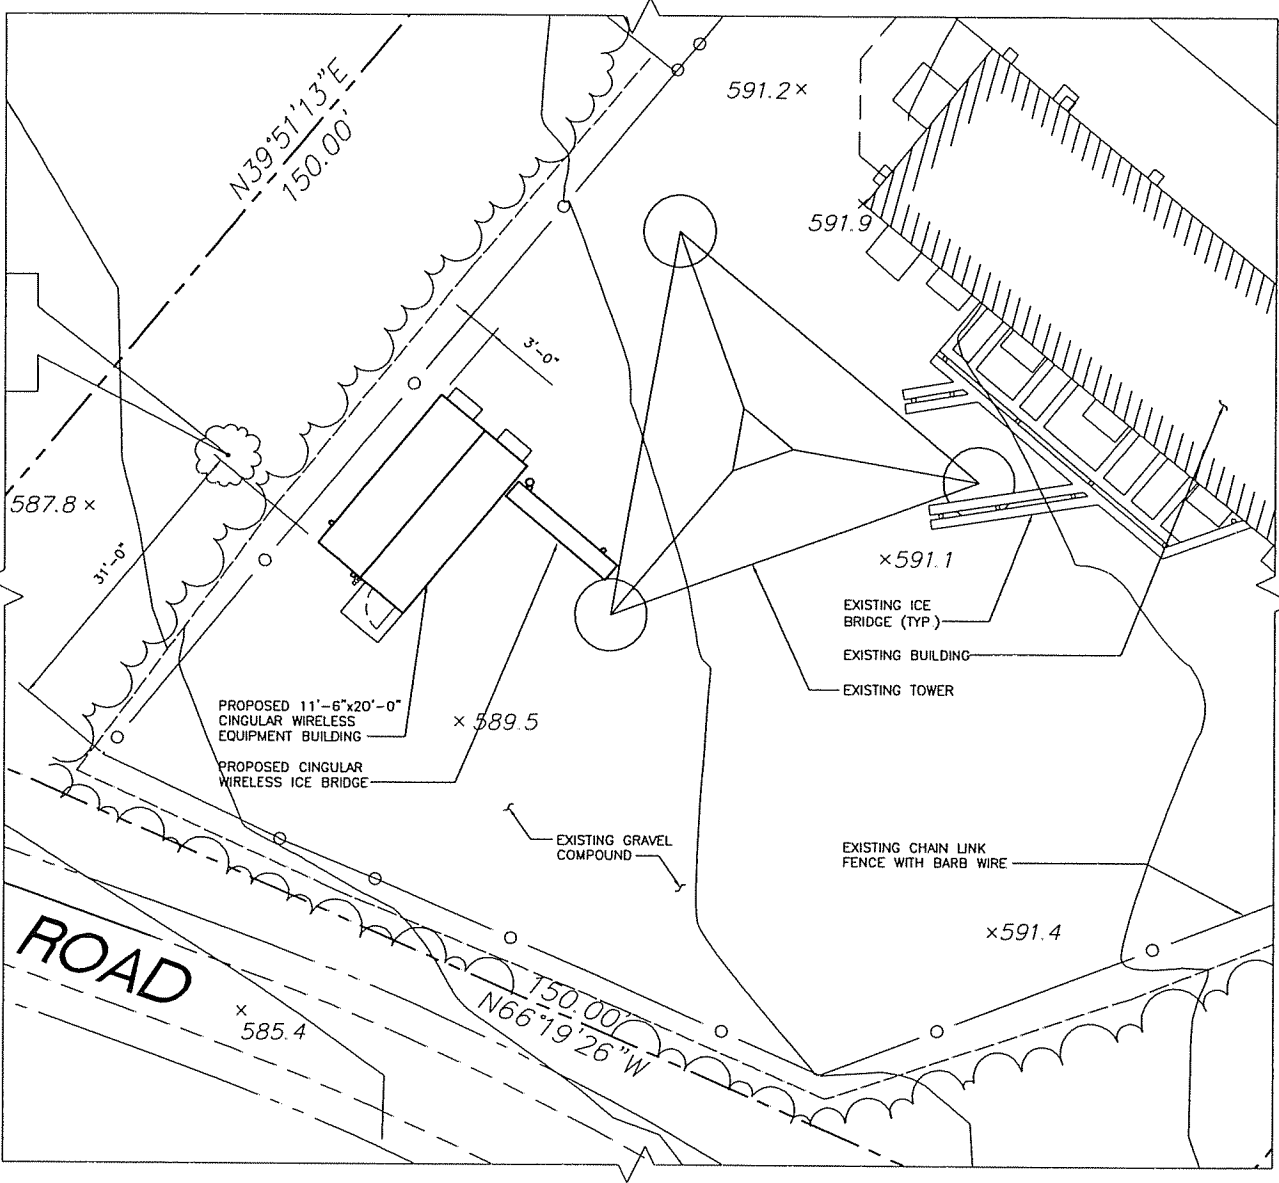 591.2×
N39°51'13"E
150.00'
591.9
3'-0"
587.8 ×
31'-0"
×591.1
EXISTING ICE
BRIDGE (TYP.)
EXISTING BUILDING
EXISTING TOWER
PROPOSED 11'-6"x20'-0"
CINGULAR WIRELESS
EQUIPMENT BUILDING
× 589.5
PROPOSED CINGULAR
WIRELESS ICE BRIDGE
EXISTING GRAVEL
COMPOUND
EXISTING CHAIN LINK
FENCE WITH BARB WIRE
×591.4
ROAD
150.00'
N66°19'26"W
×
585.4